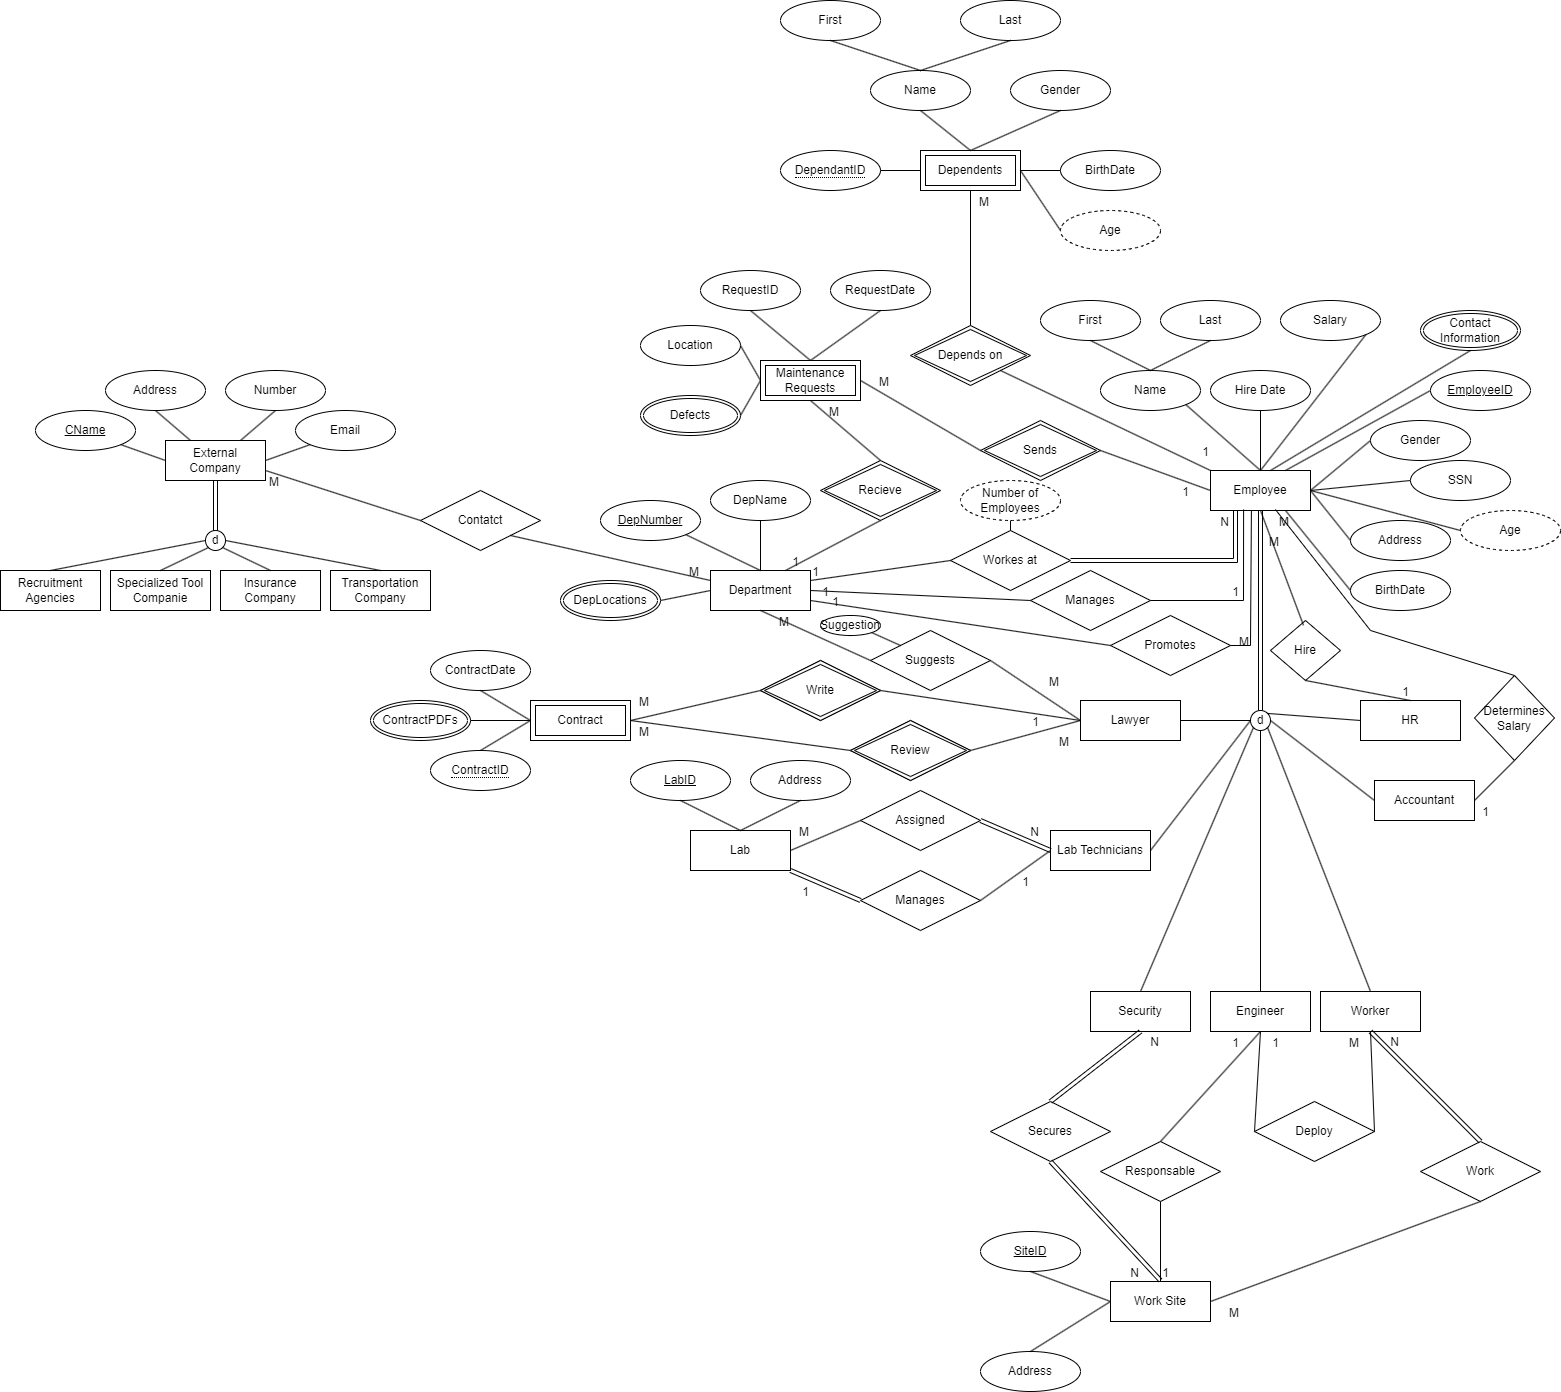 First
Last
Name
Gender
DependantID
Dependents
BirthDate
M
Age
RequestID
RequestDate
First
Last
Salary
Contact
Information
Location
Depends on
Maintenance
Requests
M
Address
Number
Name
Hire Date
EmployeeID
Defects
M
CName
Email
Gender
External
Company
Sends
1
M
SSN
Recieve
Employee
1
Number of
Employees
DepName
Contatct
DepNumber
N
M
Age
d
M
Address
Workes at
1
1
M
Recruitment
Agencies
Specialized Tool
Companie
Insurance
Company
Transportation
Company
Department
1
1
1
BirthDate
DepLocations
Manages
M
Suggestion
M
Promotes
Hire
Suggests
ContractDate
M
Write
1
M
Determines
Salary
ContractPDFs
Contract
1
Lawyer
d
HR
M
M
Review
ContractID
LabID
Address
Accountant
1
Assigned
M
N
Lab
Lab Technicians
1
1
Manages
Security
Engineer
Worker
N
1
1
M
N
Secures
Deploy
Responsable
Work
SiteID
N
1
Work Site
M
Address